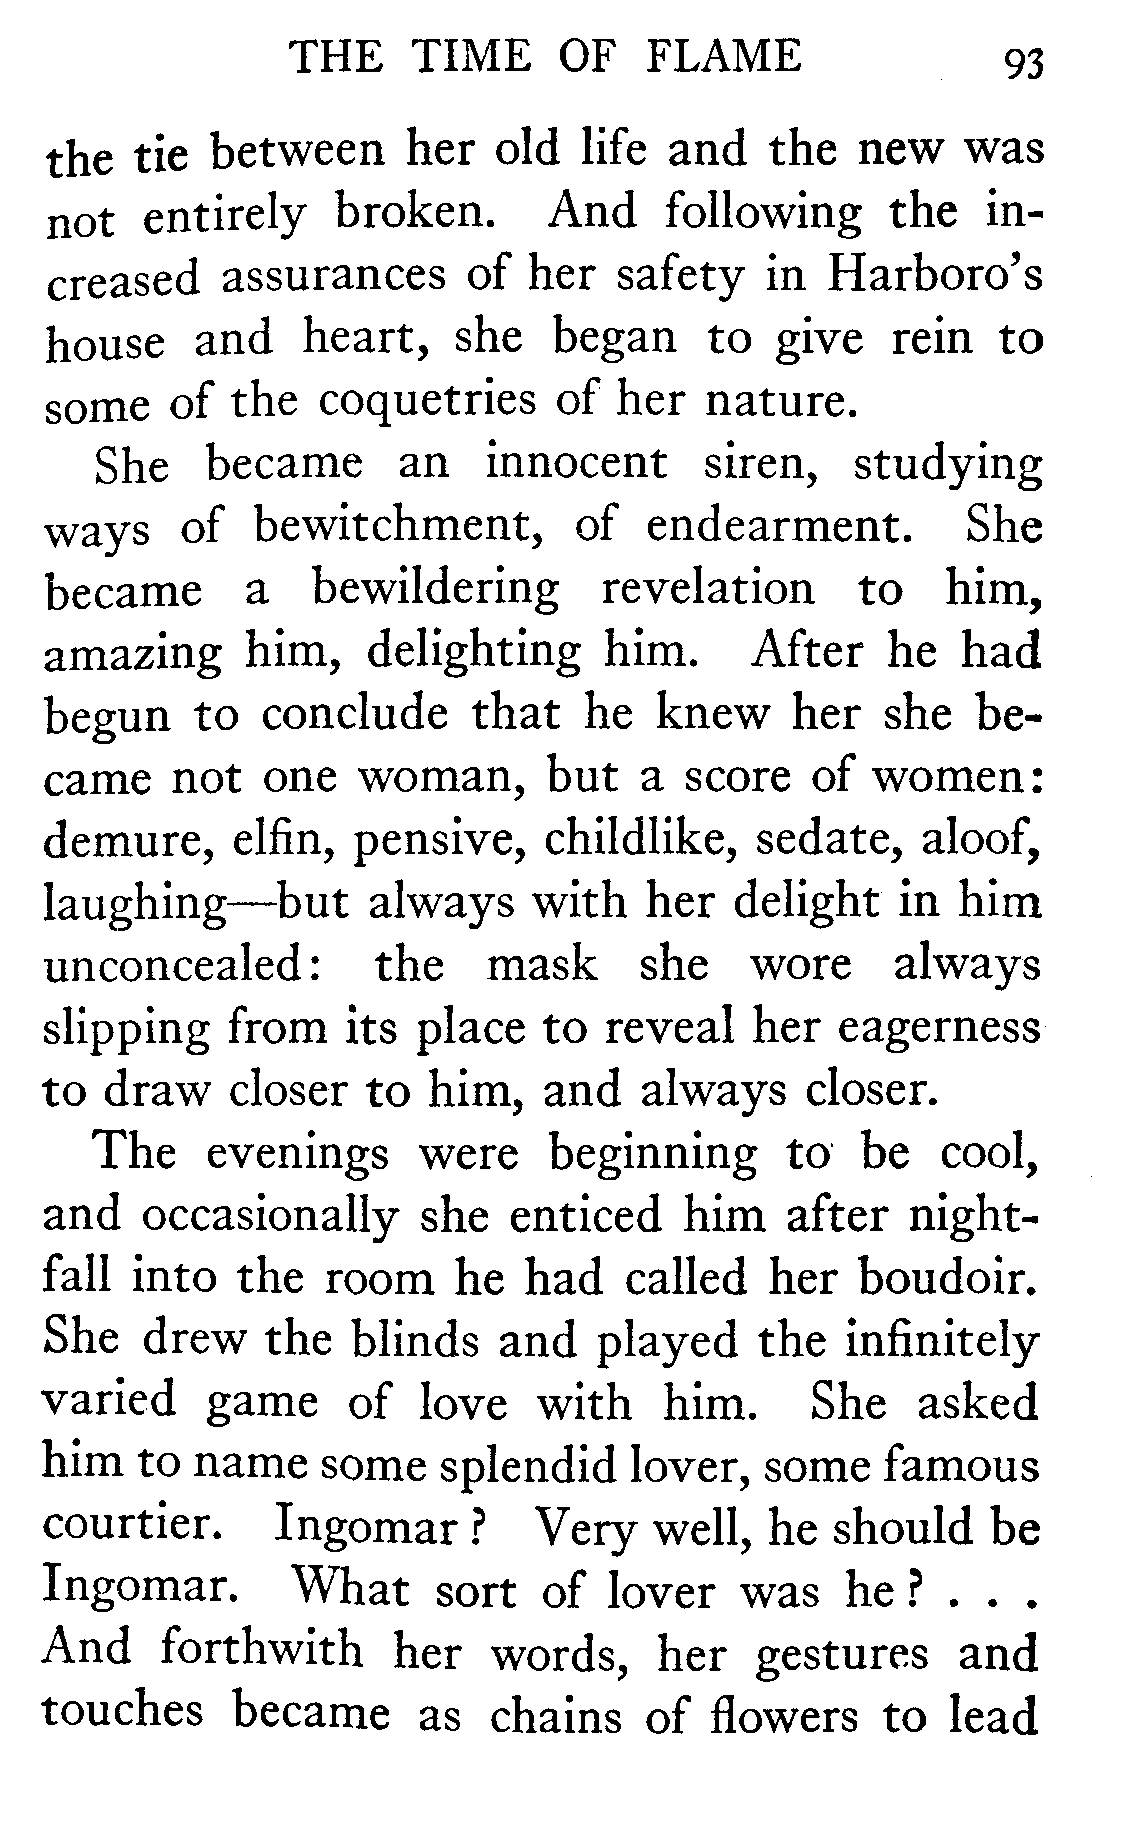 THE TIME OF FLAME 93
the tie between her old life and the new was
not entirely broken. And following the in-
creased assurances of her safety in Harboro's
house and heart, she began to give rein to
some of the coquetries of her nature.
She became an innocent siren, studying
ways of bewitchment, of endearment. She
became a bewildering revelation to him,
amazing him, delighting him. After he had
begun to conclude that he knew her she be-
came not one woman, but a score of women:
demure, elfin, pensive, childlike, sedate, aloof,
laughing—but always with her delight in him
unconcealed: the mask she wore always
slipping from its place to reveal her eagerness
to draw closer to him, and always closer.
The evenings were beginning to be cool,
and occasionally she enticed him after night-
fall into the room he had called her boudoir.
She drew the blinds and played the infinitely
varied game of love with him. She asked
him to name some splendid lover, some famous
courtier. Ingomar? Very well, he should be
Ingomar. What sort of lover was he? . . .
And forthwith her words, her gestures and
touches became as chains of flowers to lead